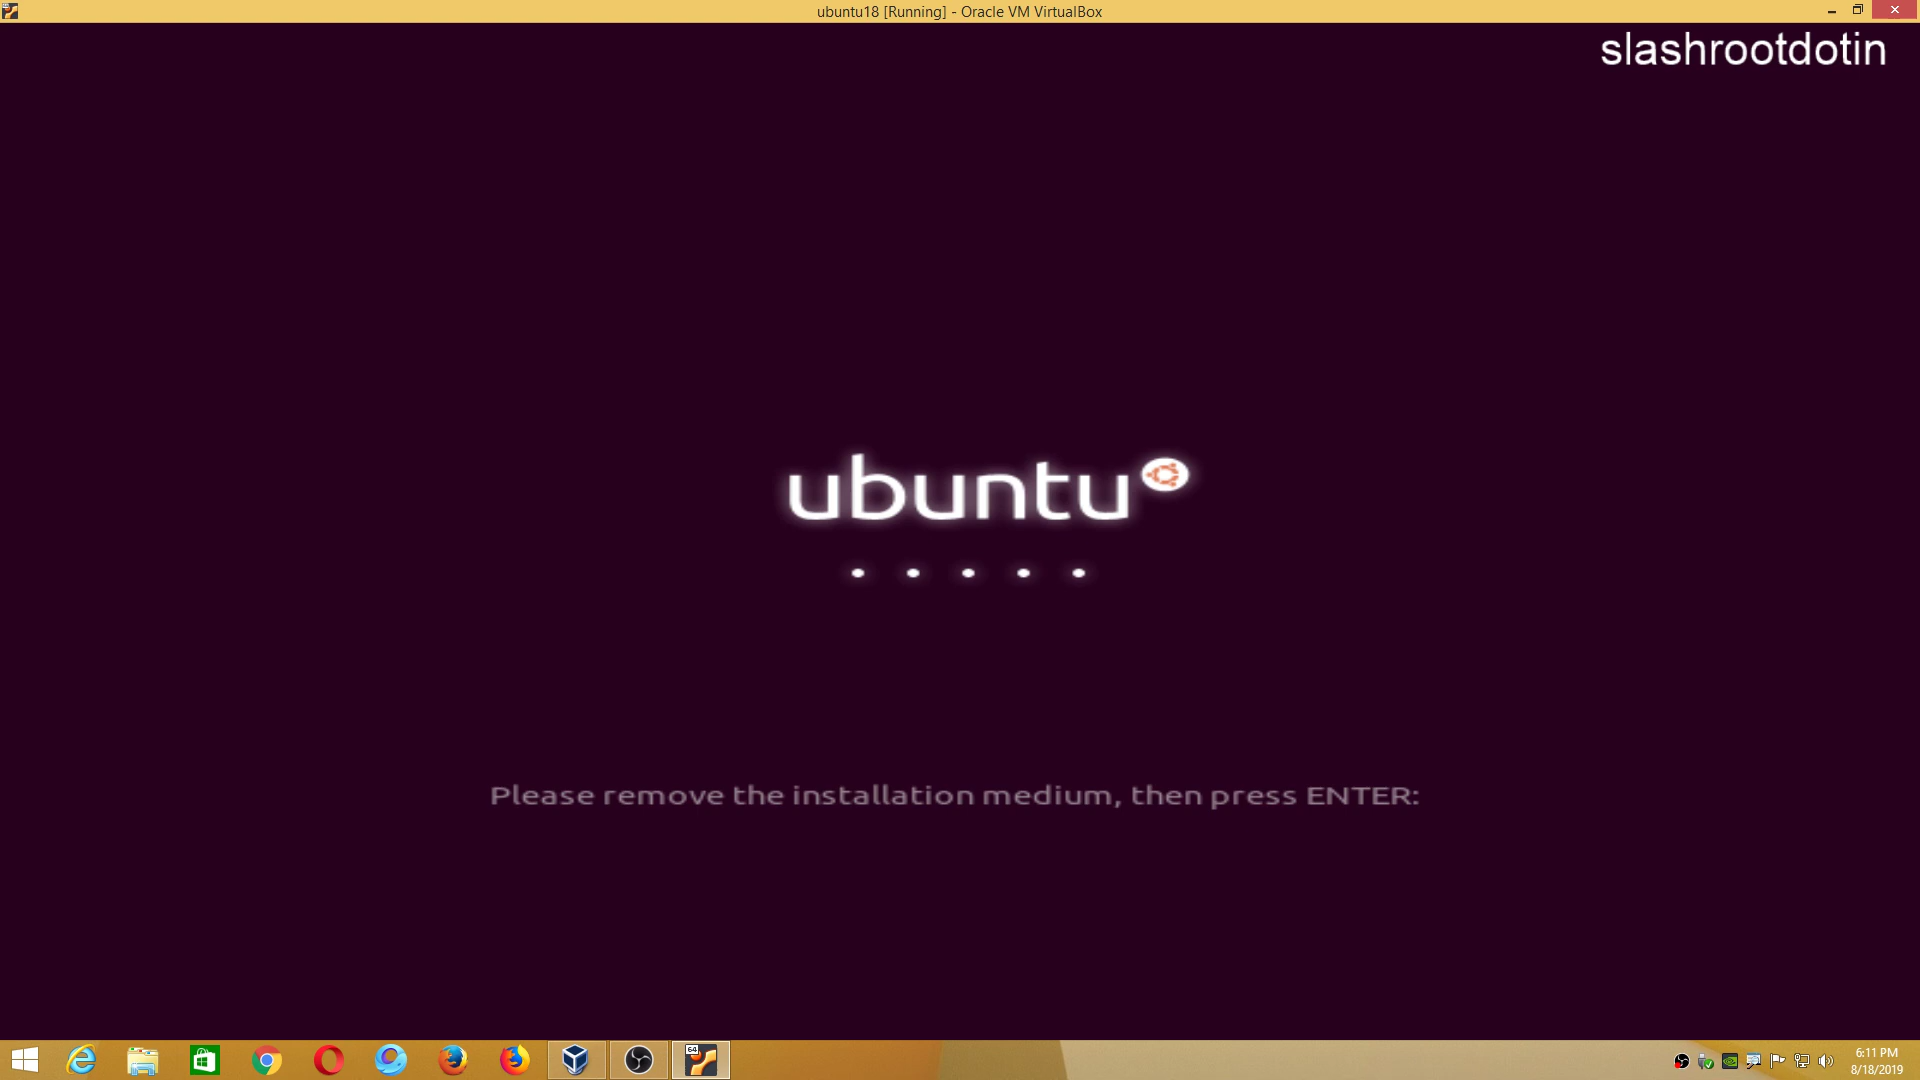 ubuntu18 [Running] - Oracle VM VirtualBox
slashrootdotin
ubuntu
Please remove the installation medium, then press ENTER:
64
6:11 PM
8/18/2019